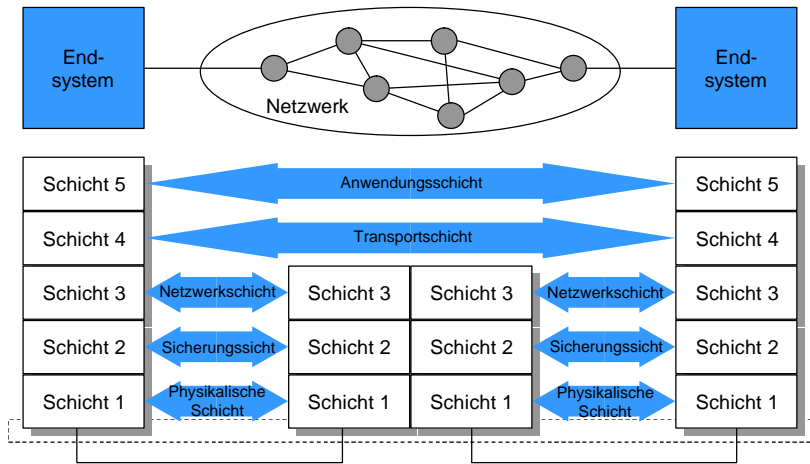 End-
system
Netzwerk
End-
system
Schicht 5
Anwendungsschicht
Schicht 5
Schicht 4
Transportschicht
Schicht 4
Schicht 3
Netzwerkschicht
Schicht 3
Schicht 3
Netzwerkschicht
Schicht 3
Schicht 2
Sicherungssicht
Schicht 2
Schicht 2
Sicherungssicht
Schicht 2
Schicht 1
Physikalische
Schicht
Schicht 1
Schicht 1
Physikalische
Schicht
Schicht 1